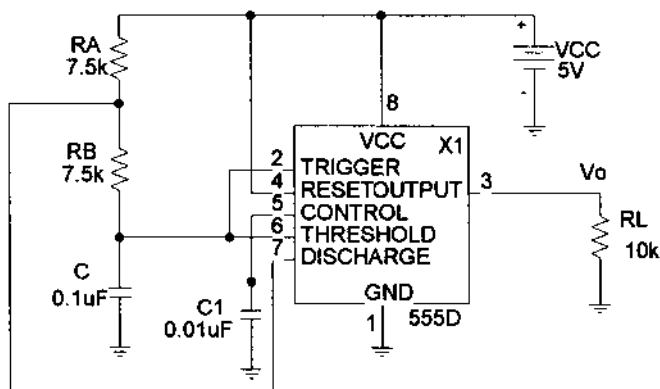 RA
7.5k
+
VCC
5V
-
8
RB
7.5k
VCC
X1
2
TRIGGER
4
RESETOUTPUT
3
Vo
5
CONTROL
6
THRESHOLD
7
DISCHARGE
RL
10k
C
0.1uF
C1
0.01uF
GND
1
555D